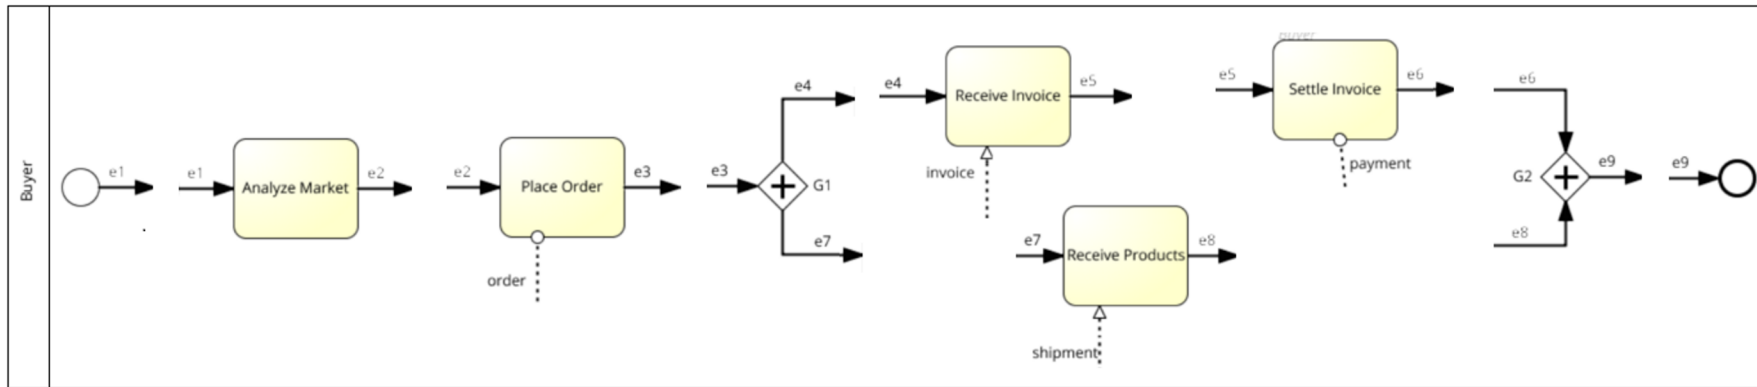 Buyer
e1
e1
Analyze Market
e2
e2
Place Order
e3
order
e3
G1
e4
e7
e4
Receive Invoice
e5
invoice
e7
Receive Products
e8
shipment
buyer
e5
Settle Invoice
e6
payment
e6
G2
e9
e8
e9